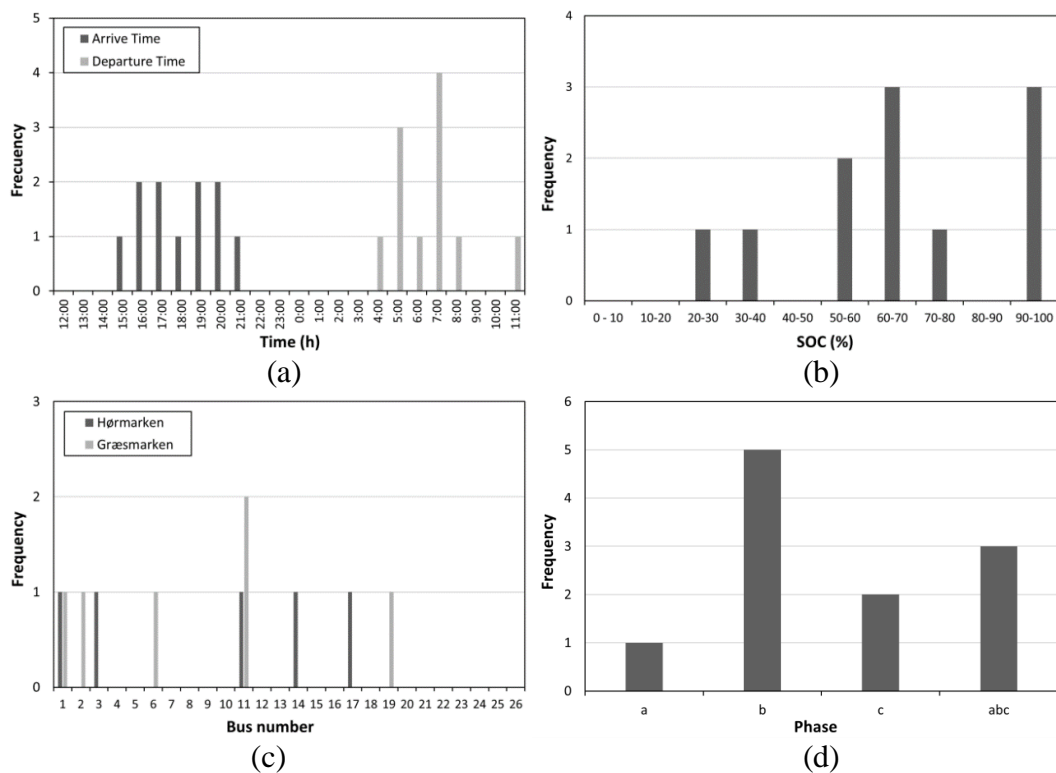 5
4
3
2
1
0
Frecuency
Arrive Time
Departure Time
12:00 13:00 14:00 15:00 16:00 17:00 18:00 19:00 20:00 21:00 22:00 23:00 0:00 1:00 2:00 3:00 4:00 5:00 6:00 7:00 8:00 9:00 10:00 11:00
Time (h)
(a)
4
3
2
1
0
Frequency
0 - 10 10-20 20-30 30-40 40-50 50-60 60-70 70-80 80-90 90-100
SOC (%)
(b)
3
2
1
0
Frequency
Hørmarken
Græsmarken
1 2 3 4 5 6 7 8 9 10 11 12 13 14 15 16 17 18 19 20 21 22 23 24 25 26
Bus number
(c)
6
5
4
3
2
1
0
Frequency
a b c abc
Phase
(d)